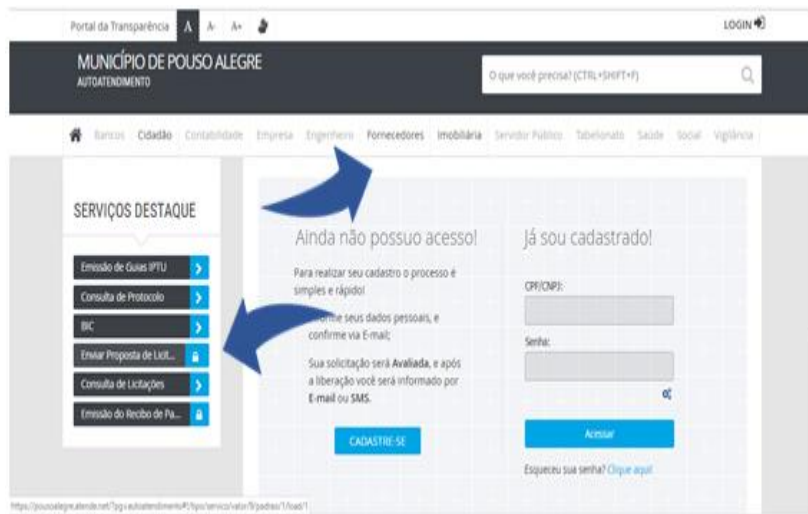 Portal da Transparência A A- A+ LOGIN
MUNICÍPIO DE POUSO ALEGRE
AUTOATENDIMENTO
O que você precisa? (CTRL+SHIFT+F)
Bancos Cidadão Contabilidade Empresa Engenheiro Fornecedores Imobiliária Servidor Público Tabelionato Saúde Social Vigilância
SERVIÇOS DESTAQUE
Emissão de Guias IPTU
Consulta de Protocolo
BIC
Enviar Proposta de Licit...
Consulta de Licitações
Emissão do Recibo de Pa...
Ainda não possuo acesso!
Para realizar seu cadastro o processo é
simples e rápido!
seus dados pessoais, e
confirme via E-mail;
Sua solicitação será Avaliada, e após
a liberação você será informado por
E-mail ou SMS.
CADASTRE-SE
Já sou cadastrado!
CPF/CNPJ:
Senha:
Acessar
Esqueceu sua senha? Clique aqui!